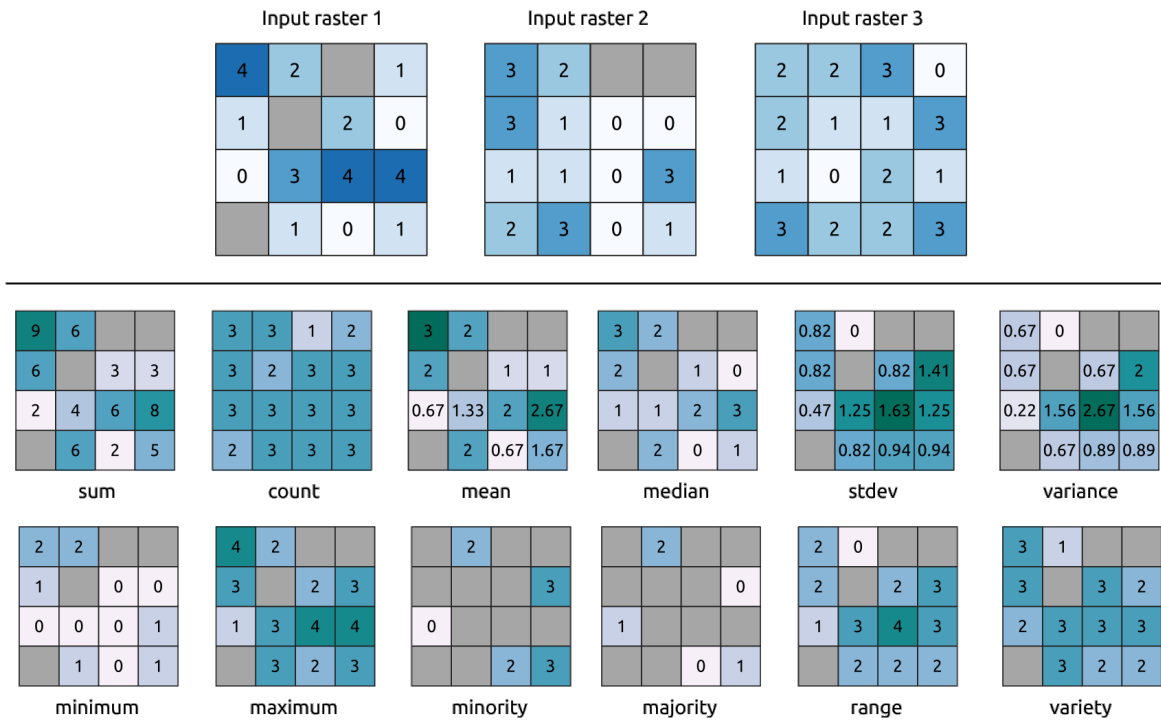 Input raster 1 Input raster 2 Input raster 3
4 2 1 3 2 2 2 3 0
1 2 0 3 1 0 0 2 1 1 3
0 3 4 4 1 1 0 3 1 0 2 1
1 0 1 2 3 0 1 3 2 2 3
9 6 3 3 1 2 3 2 3 2 0.82 0 0.67 0
6 3 3 3 2 3 3 2 1 1 2 1 0 0.82 0.82 1.41 0.67 0.67 2
2 4 6 8 3 3 3 3 0.67 1.33 2 2.67 1 1 2 3 0.47 1.25 1.63 1.25 0.22 1.56 2.67 1.56
6 2 5 2 3 3 3 2 0.67 1.67 2 0 1 0.82 0.94 0.94 0.67 0.89 0.89
sum count mean median stdev variance
2 2 4 2 2 2 2 0 3 1
1 0 0 3 2 3 3 0 2 2 3 3 3 2
0 0 0 1 1 3 4 4 0 1 1 3 4 3 2 3 3 3
1 0 1 3 2 3 2 3 0 1 2 2 2 3 2 2
minimum maximum minority majority range variety